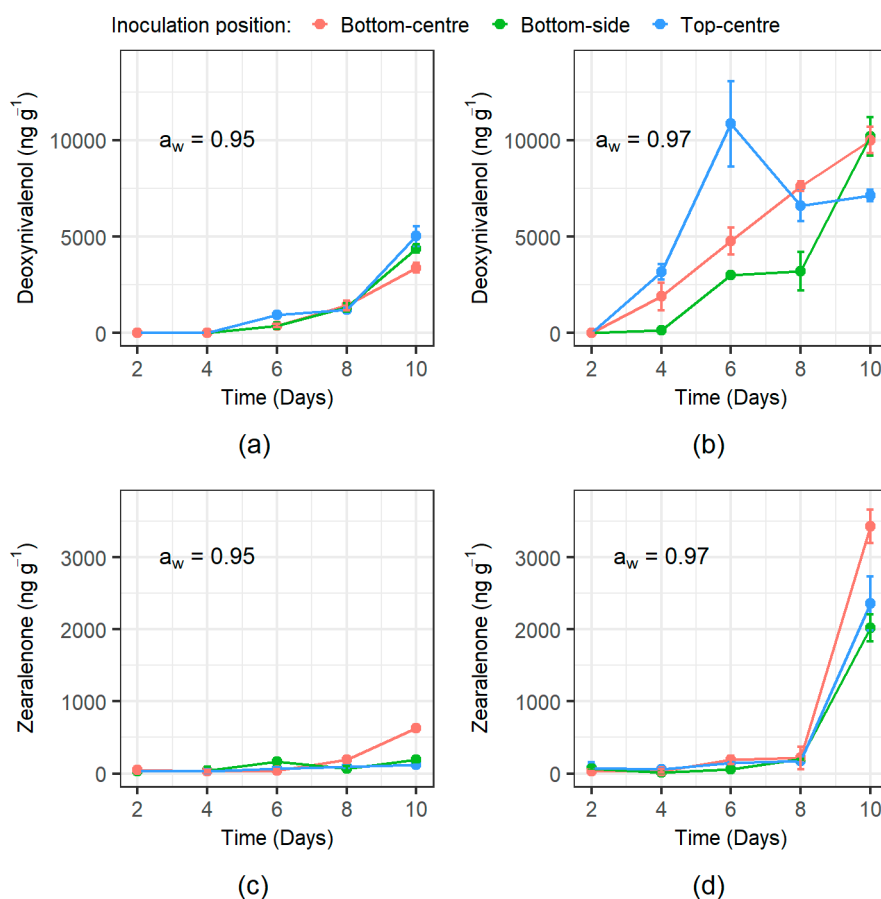 Inoculation position: Bottom-centre Bottom-side Top-centre
Deoxynivalenol (ng g⁻¹)
10000
5000
0
a_w = 0.95
2 4 6 8 10
Time (Days)
(a)
Deoxynivalenol (ng g⁻¹)
10000
5000
0
a_w = 0.97
2 4 6 8 10
Time (Days)
(b)
Zearalenone (ng g⁻¹)
3000
2000
1000
0
a_w = 0.95
2 4 6 8 10
Time (Days)
(c)
Zearalenone (ng g⁻¹)
3000
2000
1000
0
a_w = 0.97
2 4 6 8 10
Time (Days)
(d)